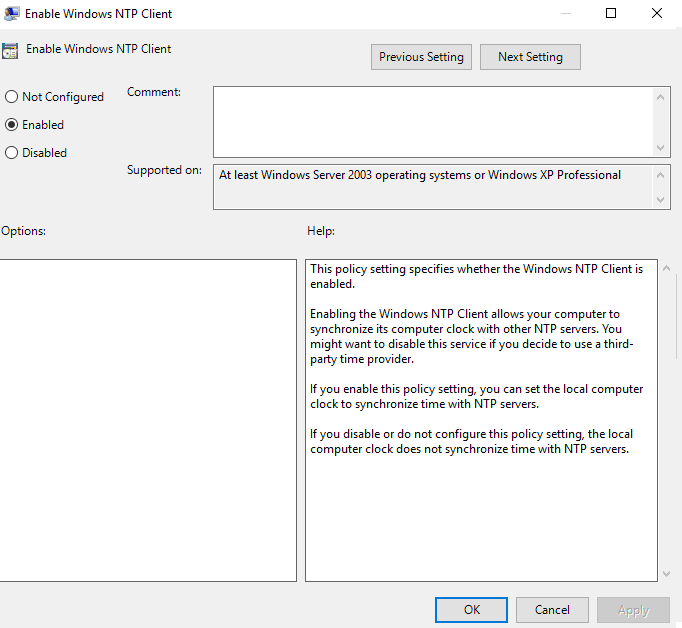 Enable Windows NTP Client
Enable Windows NTP Client
Previous Setting
Next Setting
Not Configured
Comment:
Enabled
Disabled
Supported on:
At least Windows Server 2003 operating systems or Windows XP Professional
Options:
Help:
This policy setting specifies whether the Windows NTP Client is
enabled.
Enabling the Windows NTP Client allows your computer to
synchronize its computer clock with other NTP servers. You
might want to disable this service if you decide to use a third-
party time provider.
If you enable this policy setting, you can set the local computer
clock to synchronize time with NTP servers.
If you disable or do not configure this policy setting, the local
computer clock does not synchronize time with NTP servers.
OK
Cancel
Apply